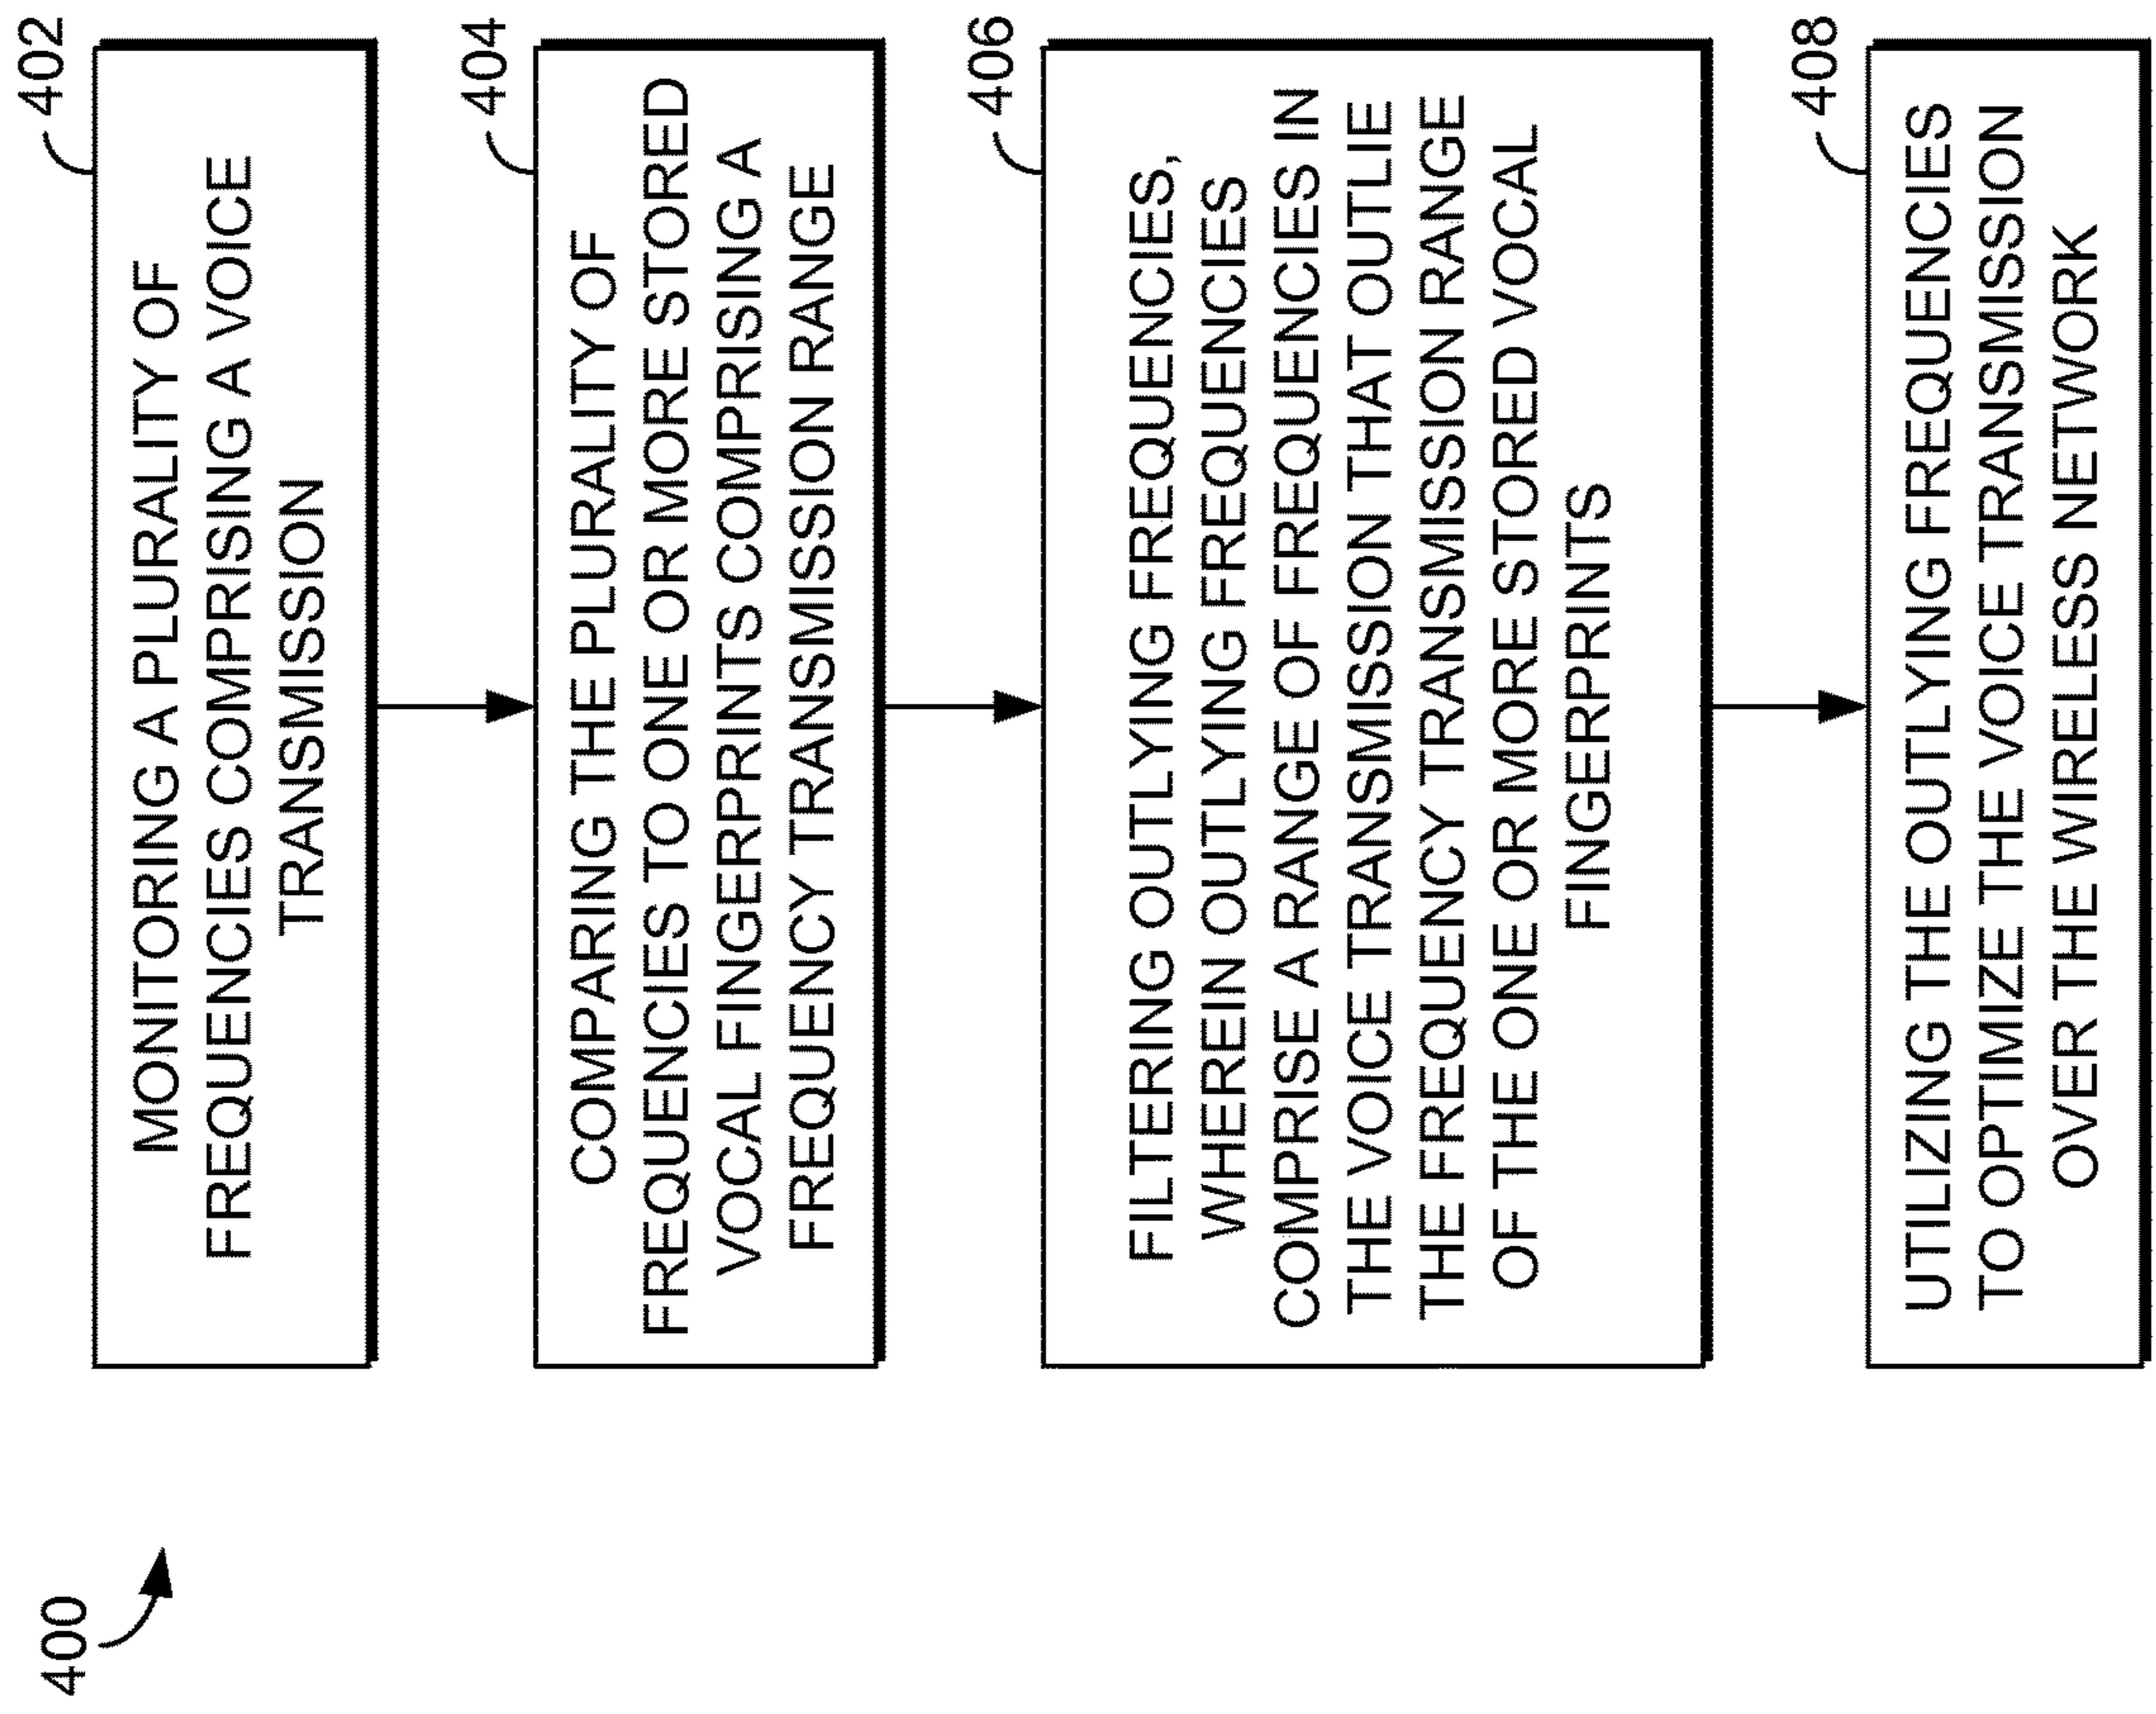 400
402
MONITORING A PLURALITY OF
FREQUENCIES COMPRISING A VOICE
TRANSMISSION
404
COMPARING THE PLURALITY OF
FREQUENCIES TO ONE OR MORE STORED
VOCAL FINGERPRINTS COMPRISING A
FREQUENCY TRANSMISSION RANGE
406
FILTERING OUTLYING FREQUENCIES,
WHEREIN OUTLYING FREQUENCIES
COMPRISE A RANGE OF FREQUENCIES IN
THE VOICE TRANSMISSION THAT OUTLIE
THE FREQUENCY TRANSMISSION RANGE
OF THE ONE OR MORE STORED VOCAL
FINGERPRINTS
408
UTILIZING THE OUTLYING FREQUENCIES
TO OPTIMIZE THE VOICE TRANSMISSION
OVER THE WIRELESS NETWORK